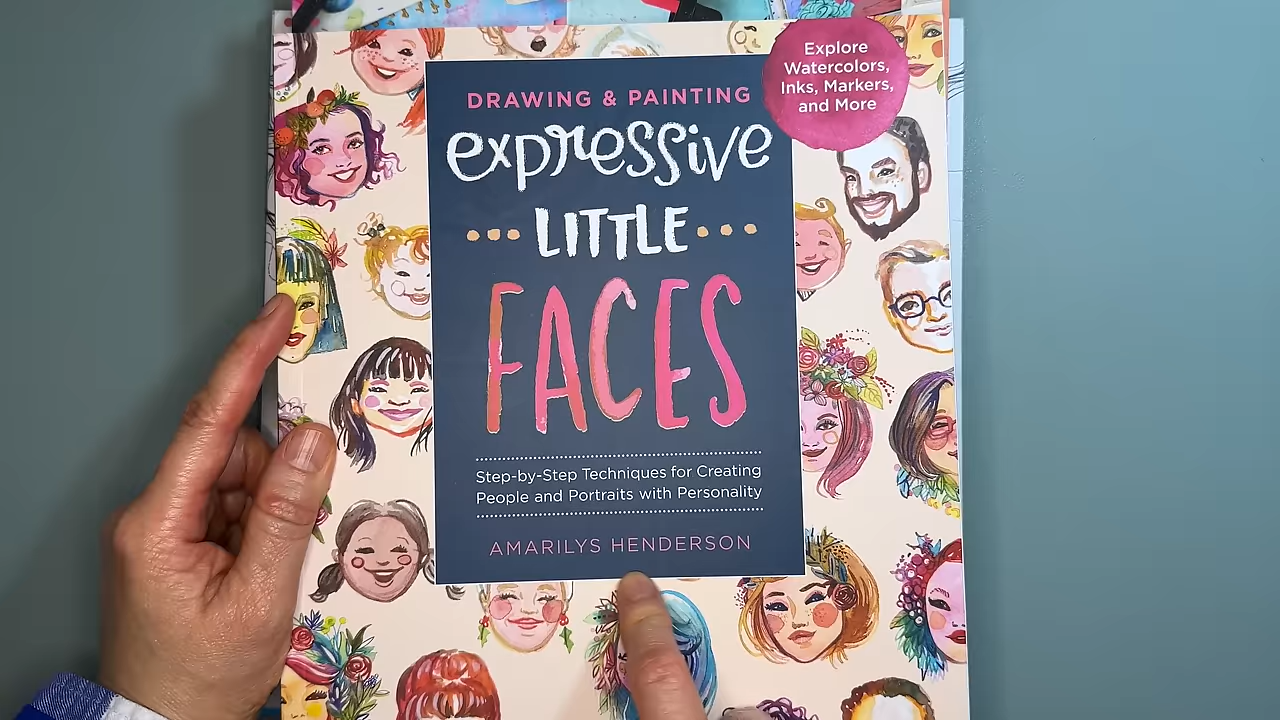 Explore
Watercolors,
Inks, Markers,
and More
DRAWING & PAINTING
expressive
LITTLE
FACES
Step-by-Step Techniques for Creating
People and Portraits with Personality
AMARILYS HENDERSON